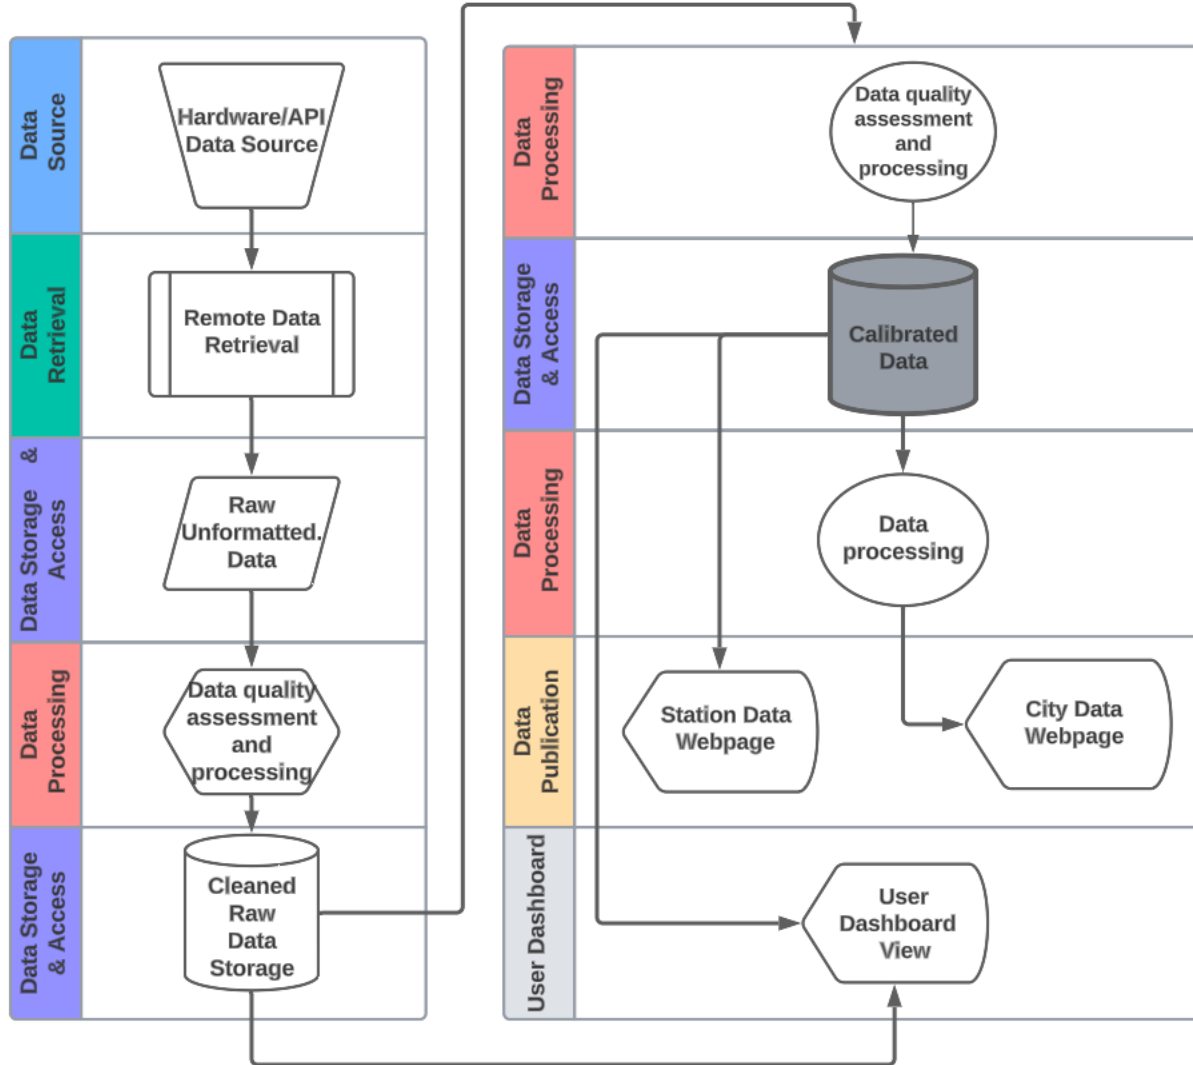 Data
Source
Hardware/API
Data Source
Data
Retrieval
Remote Data
Retrieval
Data Storage &
Access
Raw
Unformatted.
Data
Data
Processing
Data quality
assessment
and
processing
Data Storage
& Access
Cleaned
Raw
Data
Storage
Data
Processing
Data quality
assessment
and
processing
Data Storage
& Access
Calibrated
Data
Data
Processing
Data
processing
Data
Publication
Station Data
Webpage
City Data
Webpage
User Dashboard
User
Dashboard
View